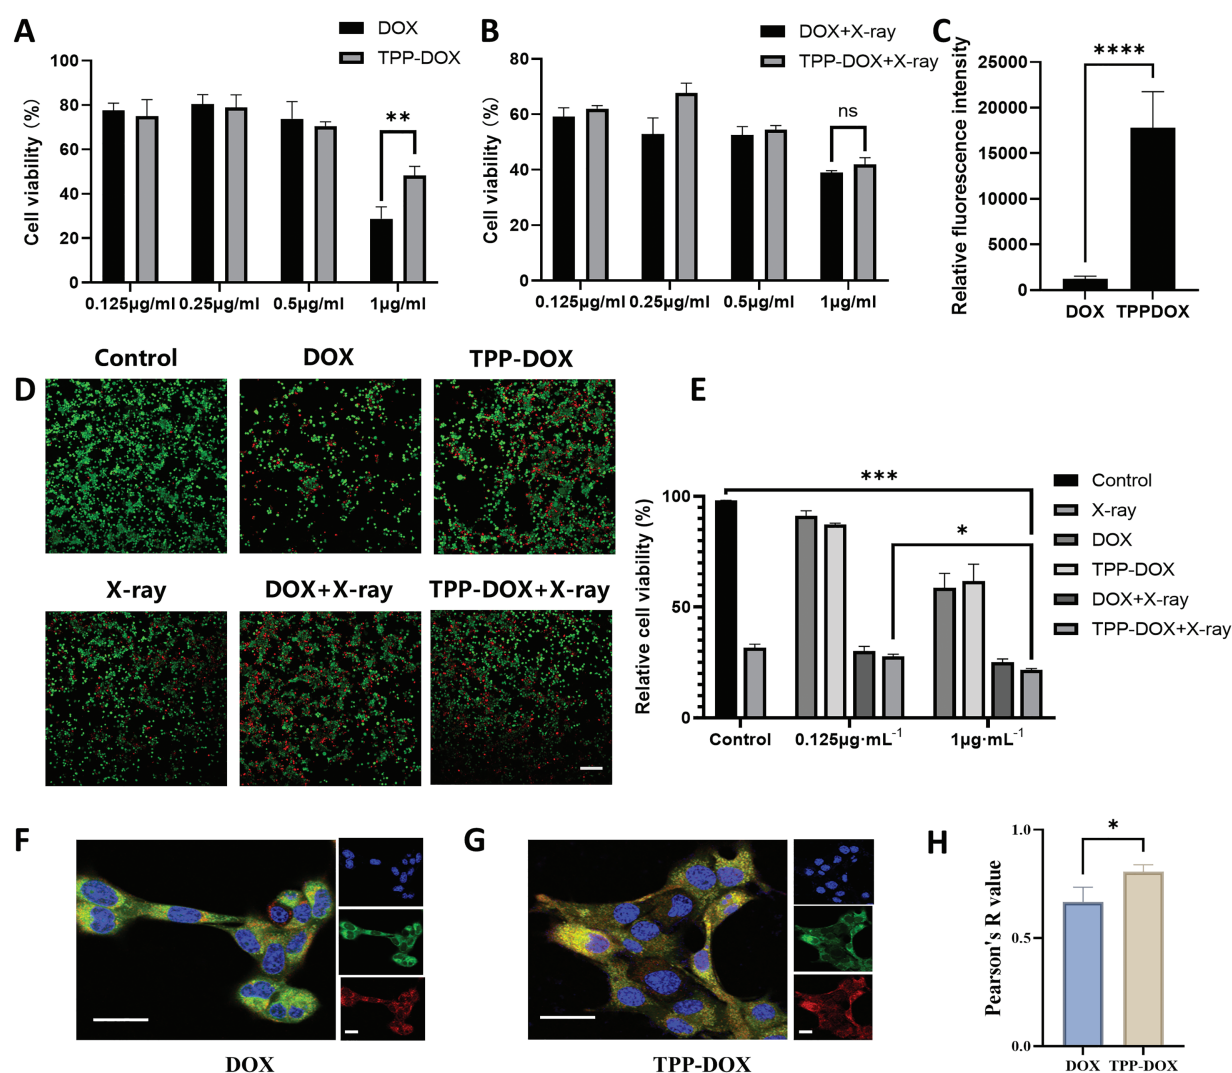 A
DOX
TPP-DOX
Cell viability (%)
100
80
60
40
20
0
**
0.125μg/ml
0.25μg/ml
0.5μg/ml
1μg/ml
B
DOX+X-ray
TPP-DOX+X-ray
Cell viability (%)
80
60
40
20
0
ns
0.125μg/ml
0.25μg/ml
0.5μg/ml
1μg/ml
C
Relative fluorescence intensity
25000
20000
15000
10000
5000
0
****
DOX
TPPDOX
D
Control
DOX
TPP-DOX
X-ray
DOX+X-ray
TPP-DOX+X-ray
E
Relative cell viability (%)
100
50
0
***
*
Control
0.125μg·mL⁻¹
1μg·mL⁻¹
Control
X-ray
DOX
TPP-DOX
DOX+X-ray
TPP-DOX+X-ray
F
DOX
G
TPP-DOX
H
Pearson's R value
1.0
0.5
0.0
*
DOX
TPP-DOX